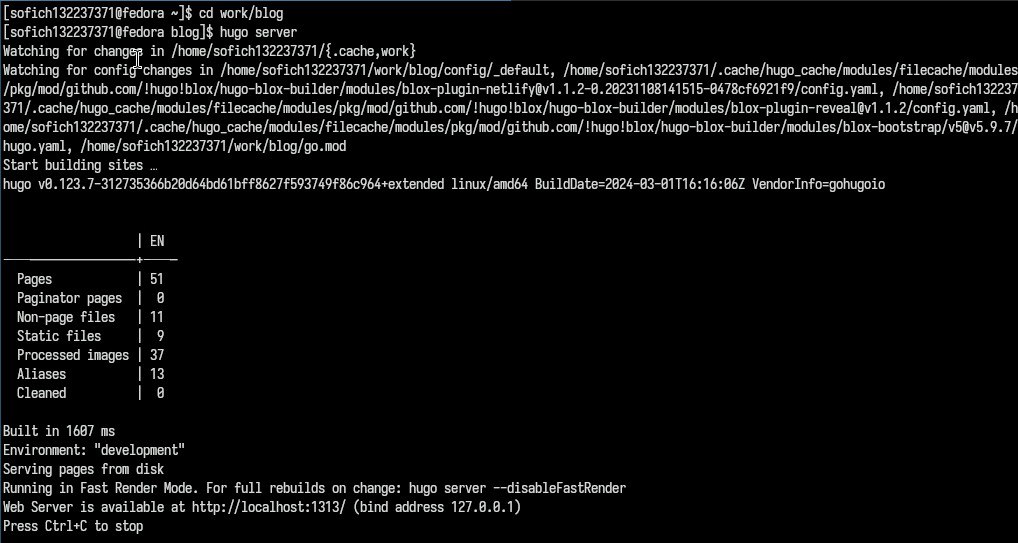 [sofich132237371@fedora ~]$ cd work/blog
[sofich132237371@fedora blog]$ hugo server
Watching for changes in /home/sofich132237371/{.cache,work}
Watching for config changes in /home/sofich132237371/work/blog/config/_default, /home/sofich132237371/.cache/hugo_cache/modules/filecache/modules
/pkg/mod/github.com/!hugo!blox/hugo-blox-builder/modules/blox-plugin-netlify@v1.1.2-0.20231108141515-0478cf6921f9/config.yaml, /home/sofich132237
371/.cache/hugo_cache/modules/filecache/modules/pkg/mod/github.com/!hugo!blox/hugo-blox-builder/modules/blox-plugin-reveal@v1.1.2/config.yaml, /h
ome/sofich132237371/.cache/hugo_cache/modules/filecache/modules/pkg/mod/github.com/!hugo!blox/hugo-blox-builder/modules/blox-bootstrap/v5@v5.9.7/
hugo.yaml, /home/sofich132237371/work/blog/go.mod
Start building sites …
hugo v0.123.7-312735366b20d64bd61bff8627f593749f86c964+extended linux/amd64 BuildDate=2024-03-01T16:16:06Z VendorInfo=gohugoio
| EN
-------------------+-----
Pages | 51
Paginator pages | 0
Non-page files | 11
Static files | 9
Processed images | 37
Aliases | 13
Cleaned | 0
Built in 1607 ms
Environment: "development"
Serving pages from disk
Running in Fast Render Mode. For full rebuilds on change: hugo server --disableFastRender
Web Server is available at http://localhost:1313/ (bind address 127.0.0.1)
Press Ctrl+C to stop